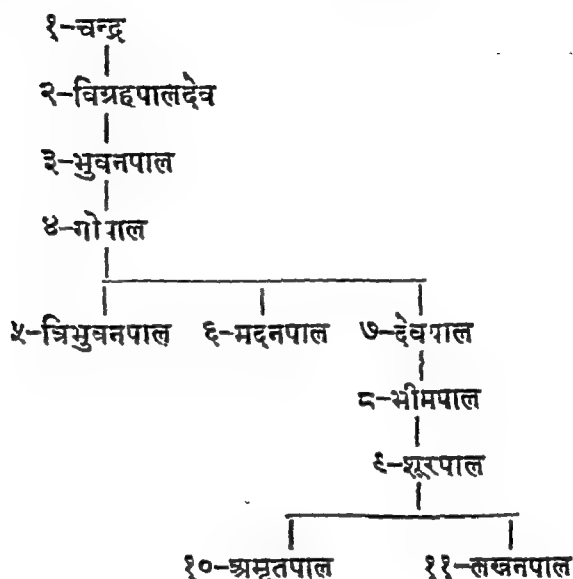 १-चन्द्र
२-विग्रहपालदेव
३-भुवनपाल
४-गोपाल
५-त्रिभुवनपाल ६-मदनपाल ७-देवपाल
८-भीमपाल
९-शूरपाल
१०-अमृतपाल ११-लखनपाल